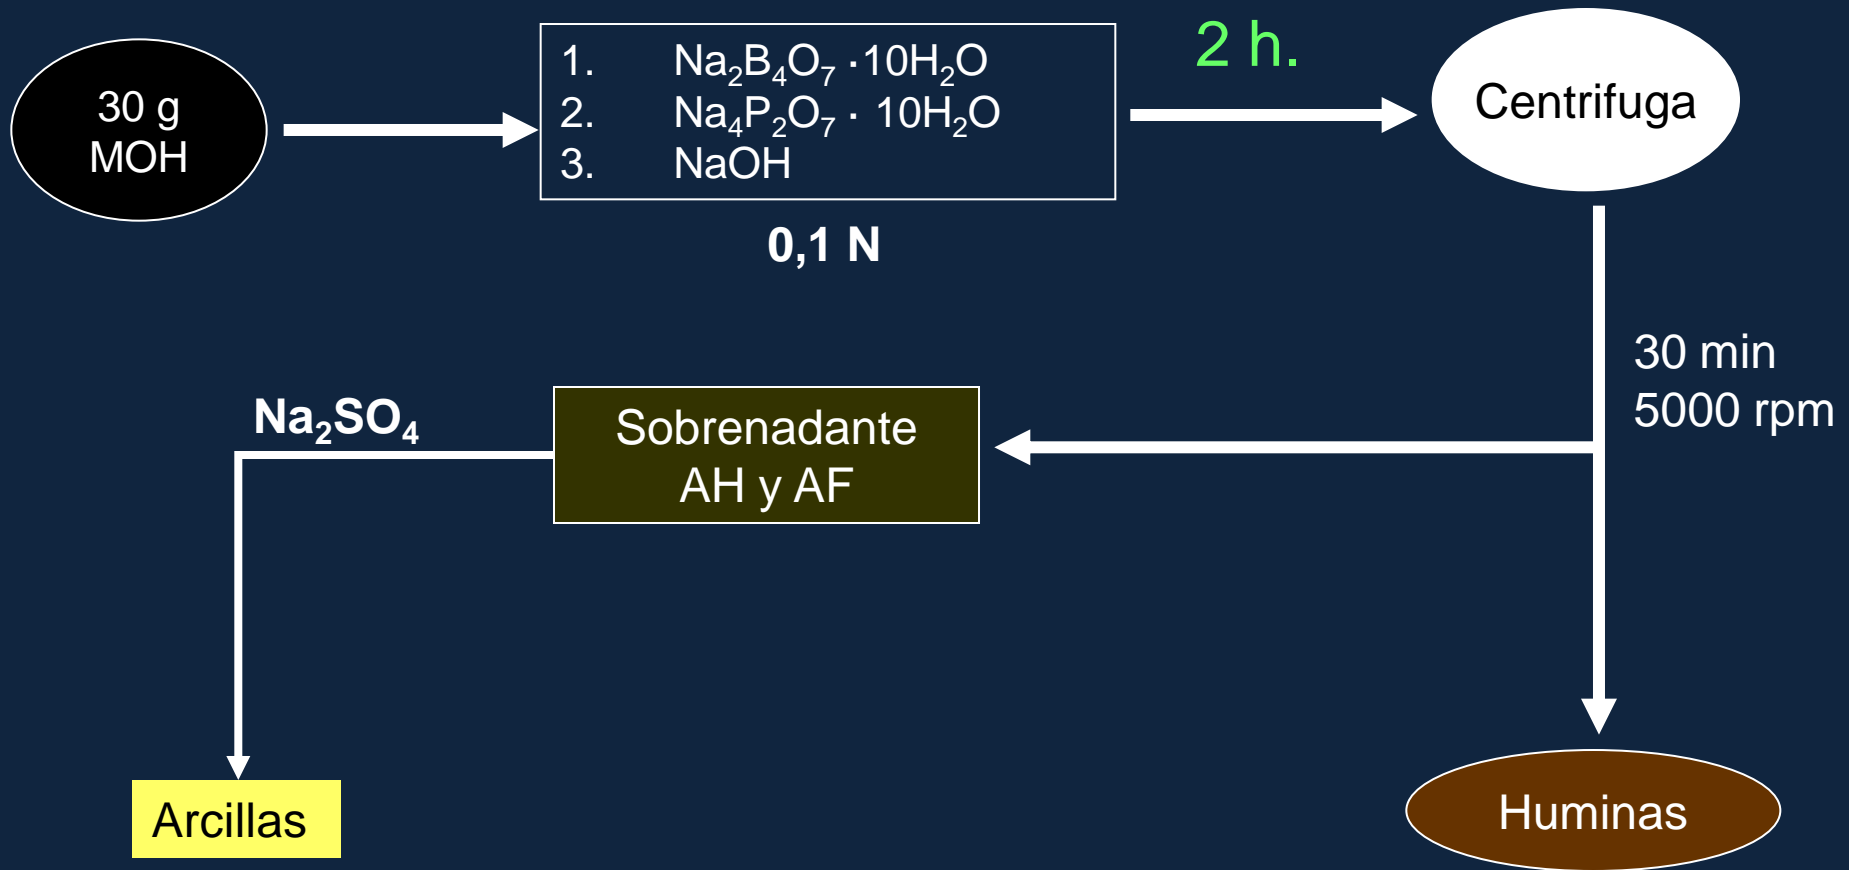 30 g
MOH
1. Na₂B₄O₇ ·10H₂O
2. Na₄P₂O₇ · 10H₂O
3. NaOH
0,1 N
2 h.
Centrifuga
30 min
5000 rpm
Sobrenadante
AH y AF
Na₂SO₄
Arcillas
Huminas